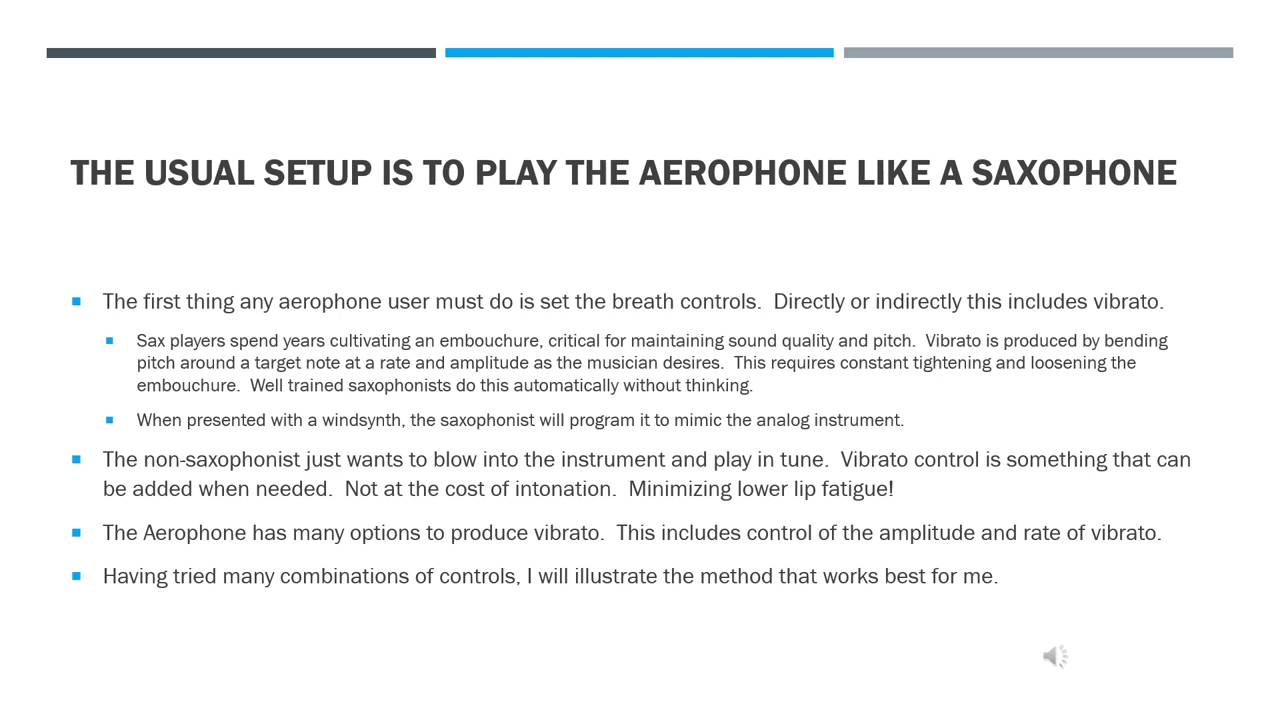 THE USUAL SETUP IS TO PLAY THE AEROPHONE LIKE A SAXOPHONE
The first thing any aerophone user must do is set the breath controls.  Directly or indirectly this includes vibrato.
Sax players spend years cultivating an embouchure, critical for maintaining sound quality and pitch.  Vibrato is produced by bending
pitch around a target note at a rate and amplitude as the musician desires.  This requires constant tightening and loosening the
embouchure.  Well trained saxophonists do this automatically without thinking.
When presented with a windsynth, the saxophonist will program it to mimic the analog instrument.
The non-saxophonist just wants to blow into the instrument and play in tune.  Vibrato control is something that can
be added when needed.  Not at the cost of intonation.  Minimizing lower lip fatigue!
The Aerophone has many options to produce vibrato.  This includes control of the amplitude and rate of vibrato.
Having tried many combinations of controls, I will illustrate the method that works best for me.